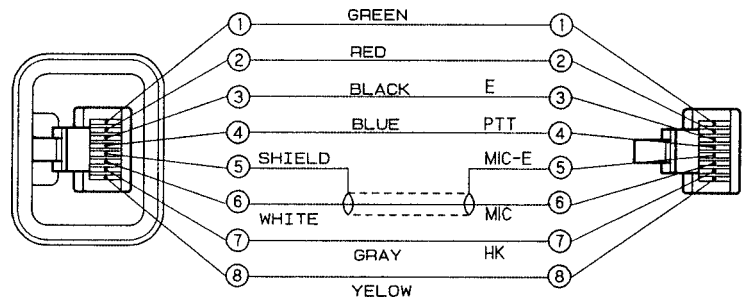 ① GREEN ①
② RED ②
③ BLACK E ③
④ BLUE PTT ④
⑤ SHIELD MIC-E ⑤
⑥ WHITE MIC ⑥
⑦ GRAY HK ⑦
⑧ YELOW ⑧